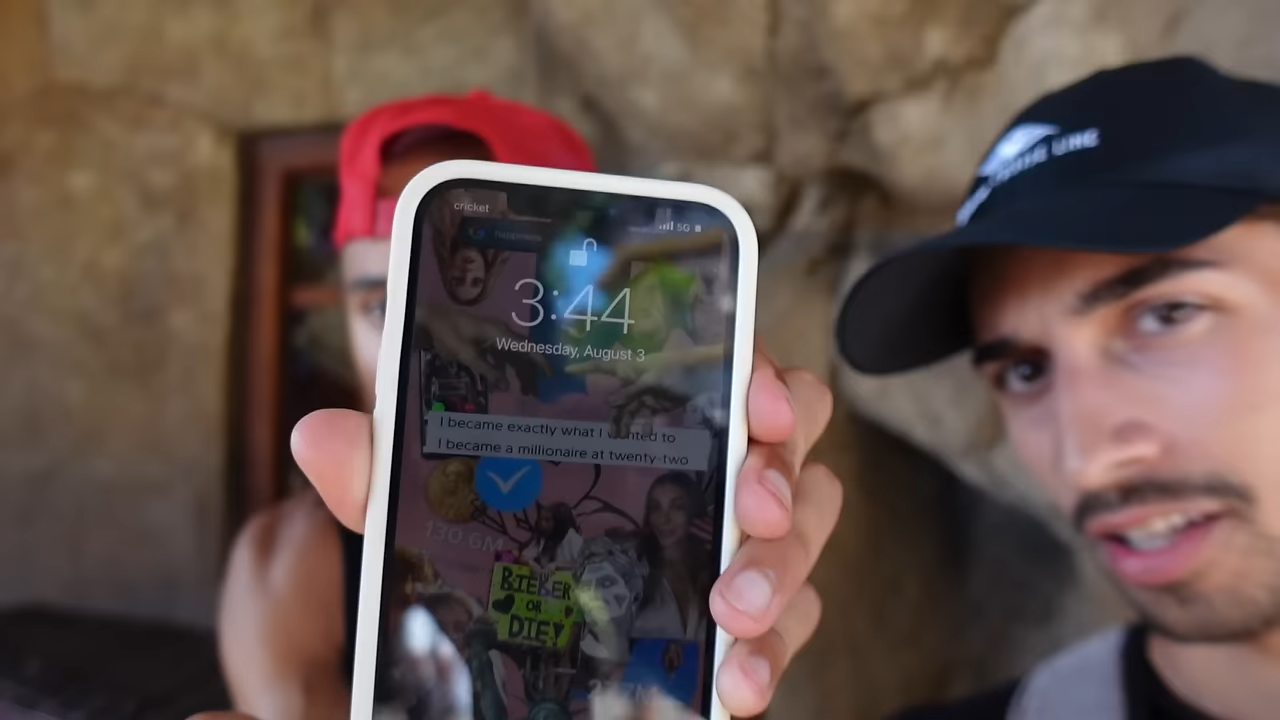 cricket
5G
Happiness
3:44
Wednesday, August 3
I became exactly what I wanted to
I became a millionaire at twenty-two
130.6M
BIEBER
OR
DIE!